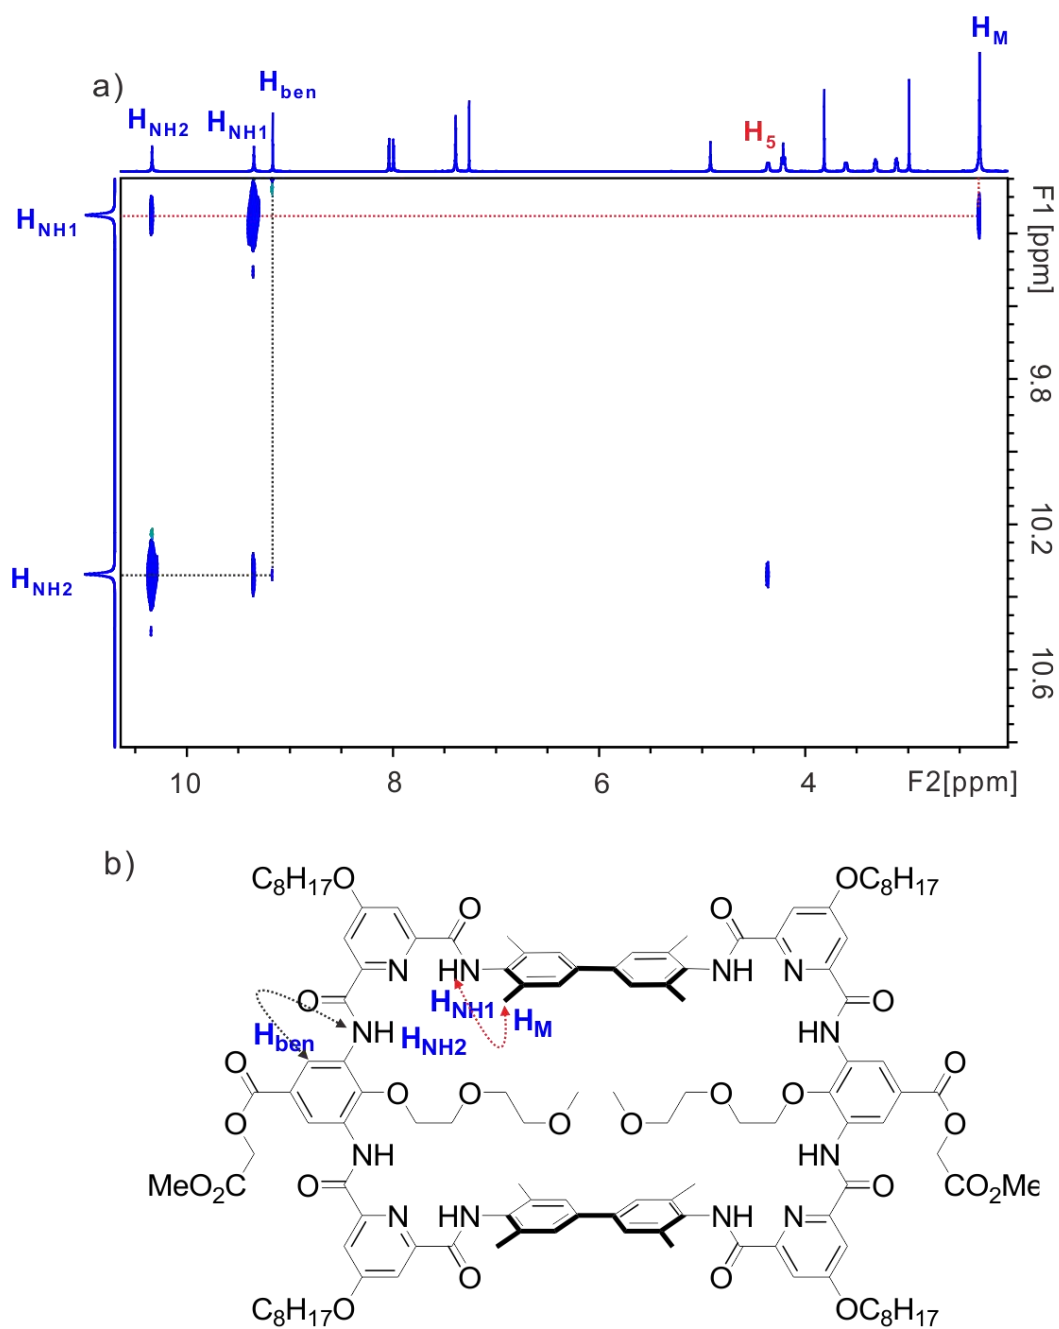 a)
H_M
H_ben
H_NH2 H_NH1
H_5
H_NH1
F1 [ppm]
9.8
10.2
H_NH2
10.6
10 8 6 4 F2[ppm]
b)
C8H17O OC8H17
O O
N HN NH N
H_NH1
O H_M O
H_ben NH H_NH2 HN
O O O O O O
O O O O
NH HN
MeO2C O O CO2Me
N HN NH N
O O
C8H17O OC8H17